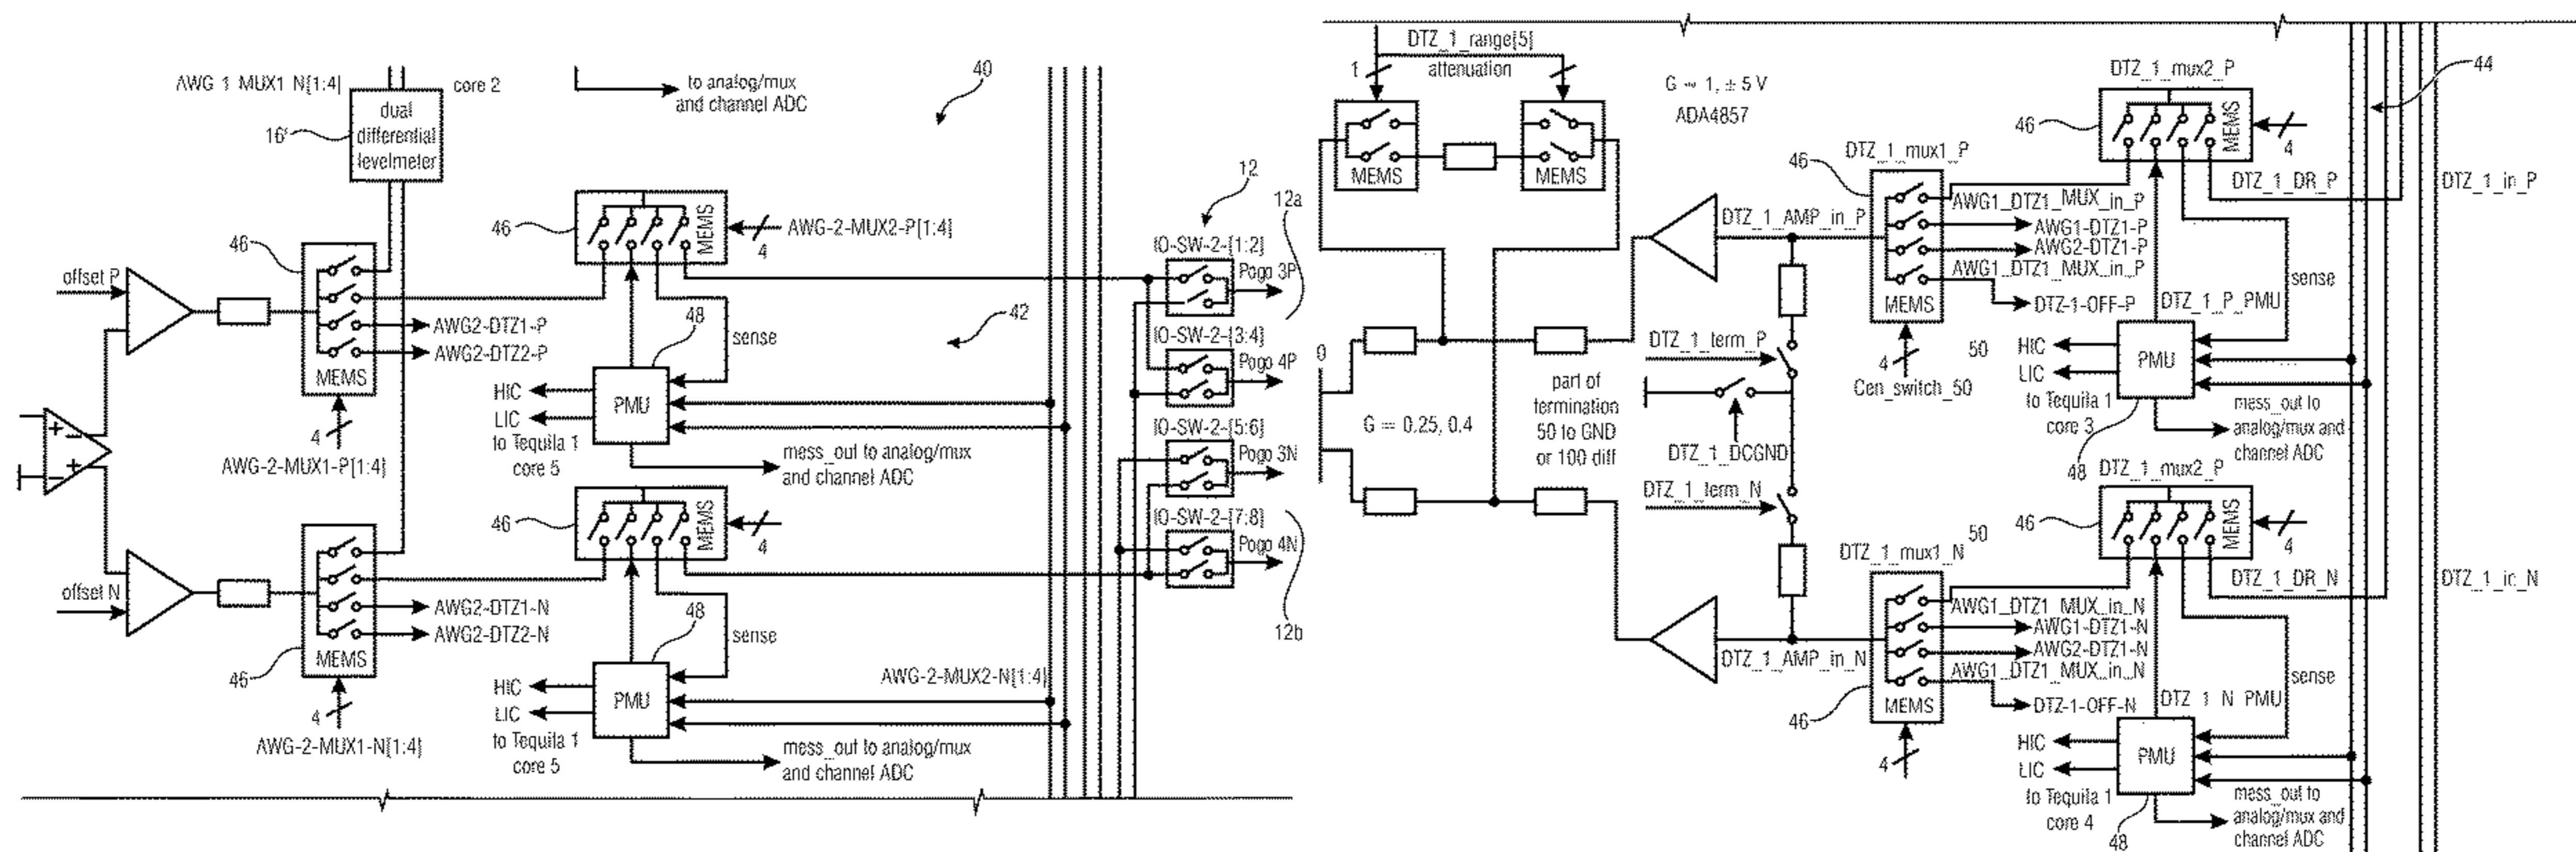 AWG 1 MUX1 N[1:4]
core 2
to analog/mux
and channel ADC
40
dual
differential
levelmeter
16'
46
MEMS
4
AWG-2-MUX2-P[1:4]
46
offset P
AWG2-DTZ1-P
AWG2-DTZ2-P
MEMS
4
AWG-2-MUX1-P[1:4]
48
sense
42
HIC
LIC
PMU
to Tequila 1
core 5
mess_out to analog/mux
and channel ADC
46
MEMS
4
offset N
AWG2-DTZ1-N
AWG2-DTZ2-N
MEMS
46
4
AWG-2-MUX1-N[1:4]
48
sense
HIC
LIC
PMU
to Tequila 1
core 5
AWG-2-MUX2-N[1:4]
mess_out to analog/mux
and channel ADC
12
12a
IO-SW-2-[1:2]
Pogo 3P
IO-SW-2-[3:4]
Pogo 4P
IO-SW-2-[5:6]
Pogo 3N
IO-SW-2-[7:8]
Pogo 4N
12b
DTZ_1_range[5]
attenuation
1
MEMS
MEMS
G = 1, ± 5 V
ADA4857
0
G = 0.25, 0.4
part of
termination
50 to GND
or 100 diff
DTZ_1_AMP_in_P
DTZ_1_term_P
DTZ_1_DCGND
DTZ_1_term_N
DTZ_1_AMP_in_N
DTZ_1_mux1_P
46
AWG1_DTZ1_MUX_in_P
AWG1-DTZ1-P
AWG2-DTZ1-P
AWG1_DTZ1_MUX_in_P
DTZ-1-OFF-P
MEMS
4
50
Cen_switch_50
DTZ_1_mux2_P
46
MEMS
4
44
DTZ_1_DR_P
DTZ_1_in_P
sense
DTZ_1_P_PMU
HIC
LIC
PMU
to Tequila 1
core 3
48
mess_out to
analog/mux and
channel ADC
DTZ_1_mux2_P
46
MEMS
4
DTZ_1_DR_N
DTZ_1_in_N
50
DTZ_1_mux1_N
AWG1_DTZ1_MUX_in_N
AWG1-DTZ1-N
AWG2-DTZ1-N
AWG1_DTZ1_MUX_in_N
DTZ-1-OFF-N
MEMS
46
4
sense
DTZ 1 N PMU
HIC
LIC
PMU
to Tequila 1
core 4
48
mess_out to
analog/mux and
channel ADC